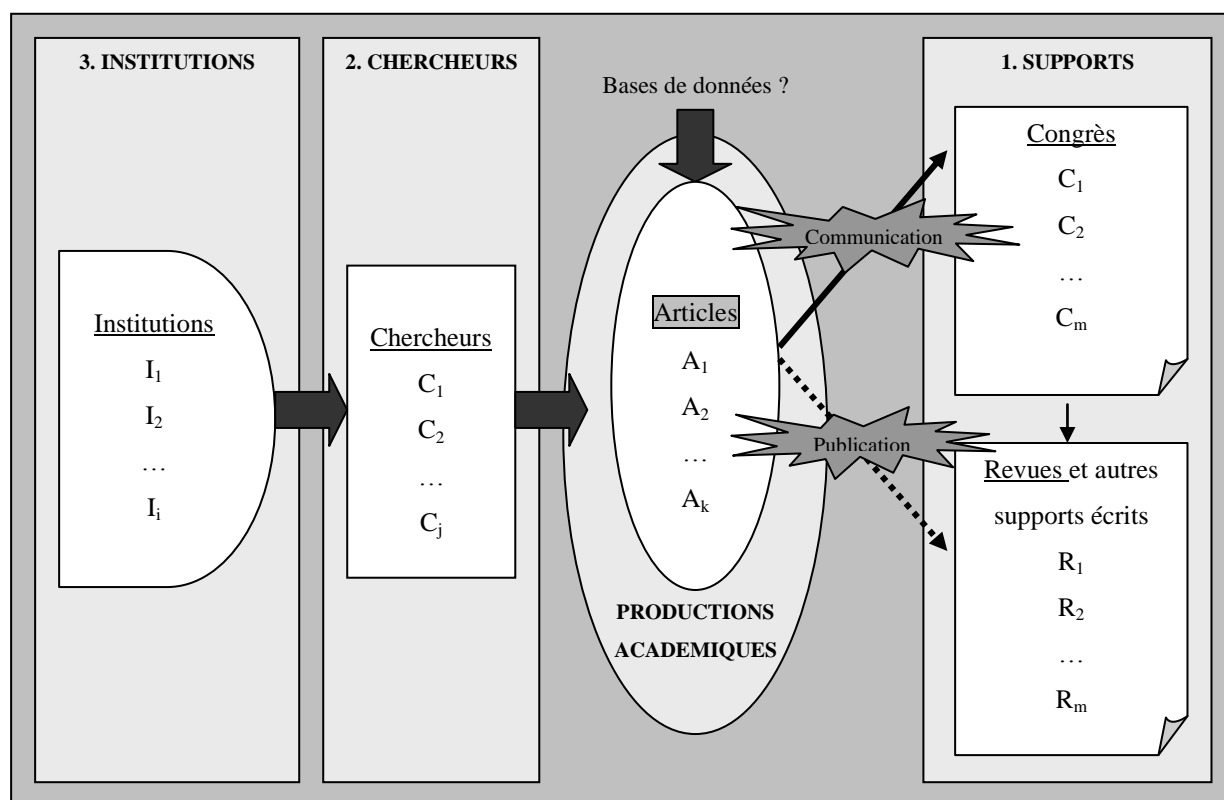 3. INSTITUTIONS
Institutions
I1
I2
…
Ii
2. CHERCHEURS
Chercheurs
C1
C2
…
Cj
Bases de données ?
Articles
A1
A2
…
Ak
PRODUCTIONS
ACADEMIQUES
Communication
Publication
1. SUPPORTS
Congrès
C1
C2
…
Cm
Revues et autres
supports écrits
R1
R2
…
Rm